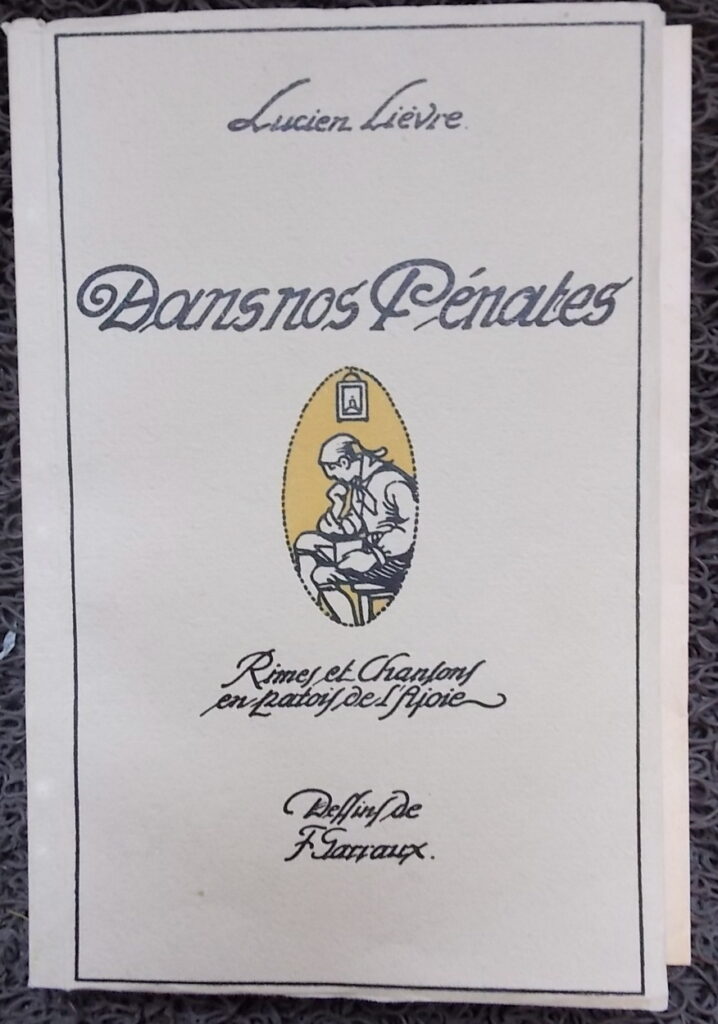 Lucien Lièvre.
Dans nos Pénates
Rimes et Chansons
en patois de l'Ajoie
Dessins de
F Garraux.